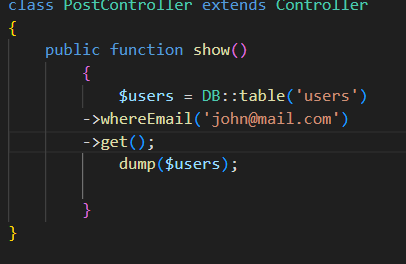 class PostController extends Controller
{
public function show()
{
$users = DB::table('users')
->whereEmail('john@mail.com')
->get();
dump($users);
}
}